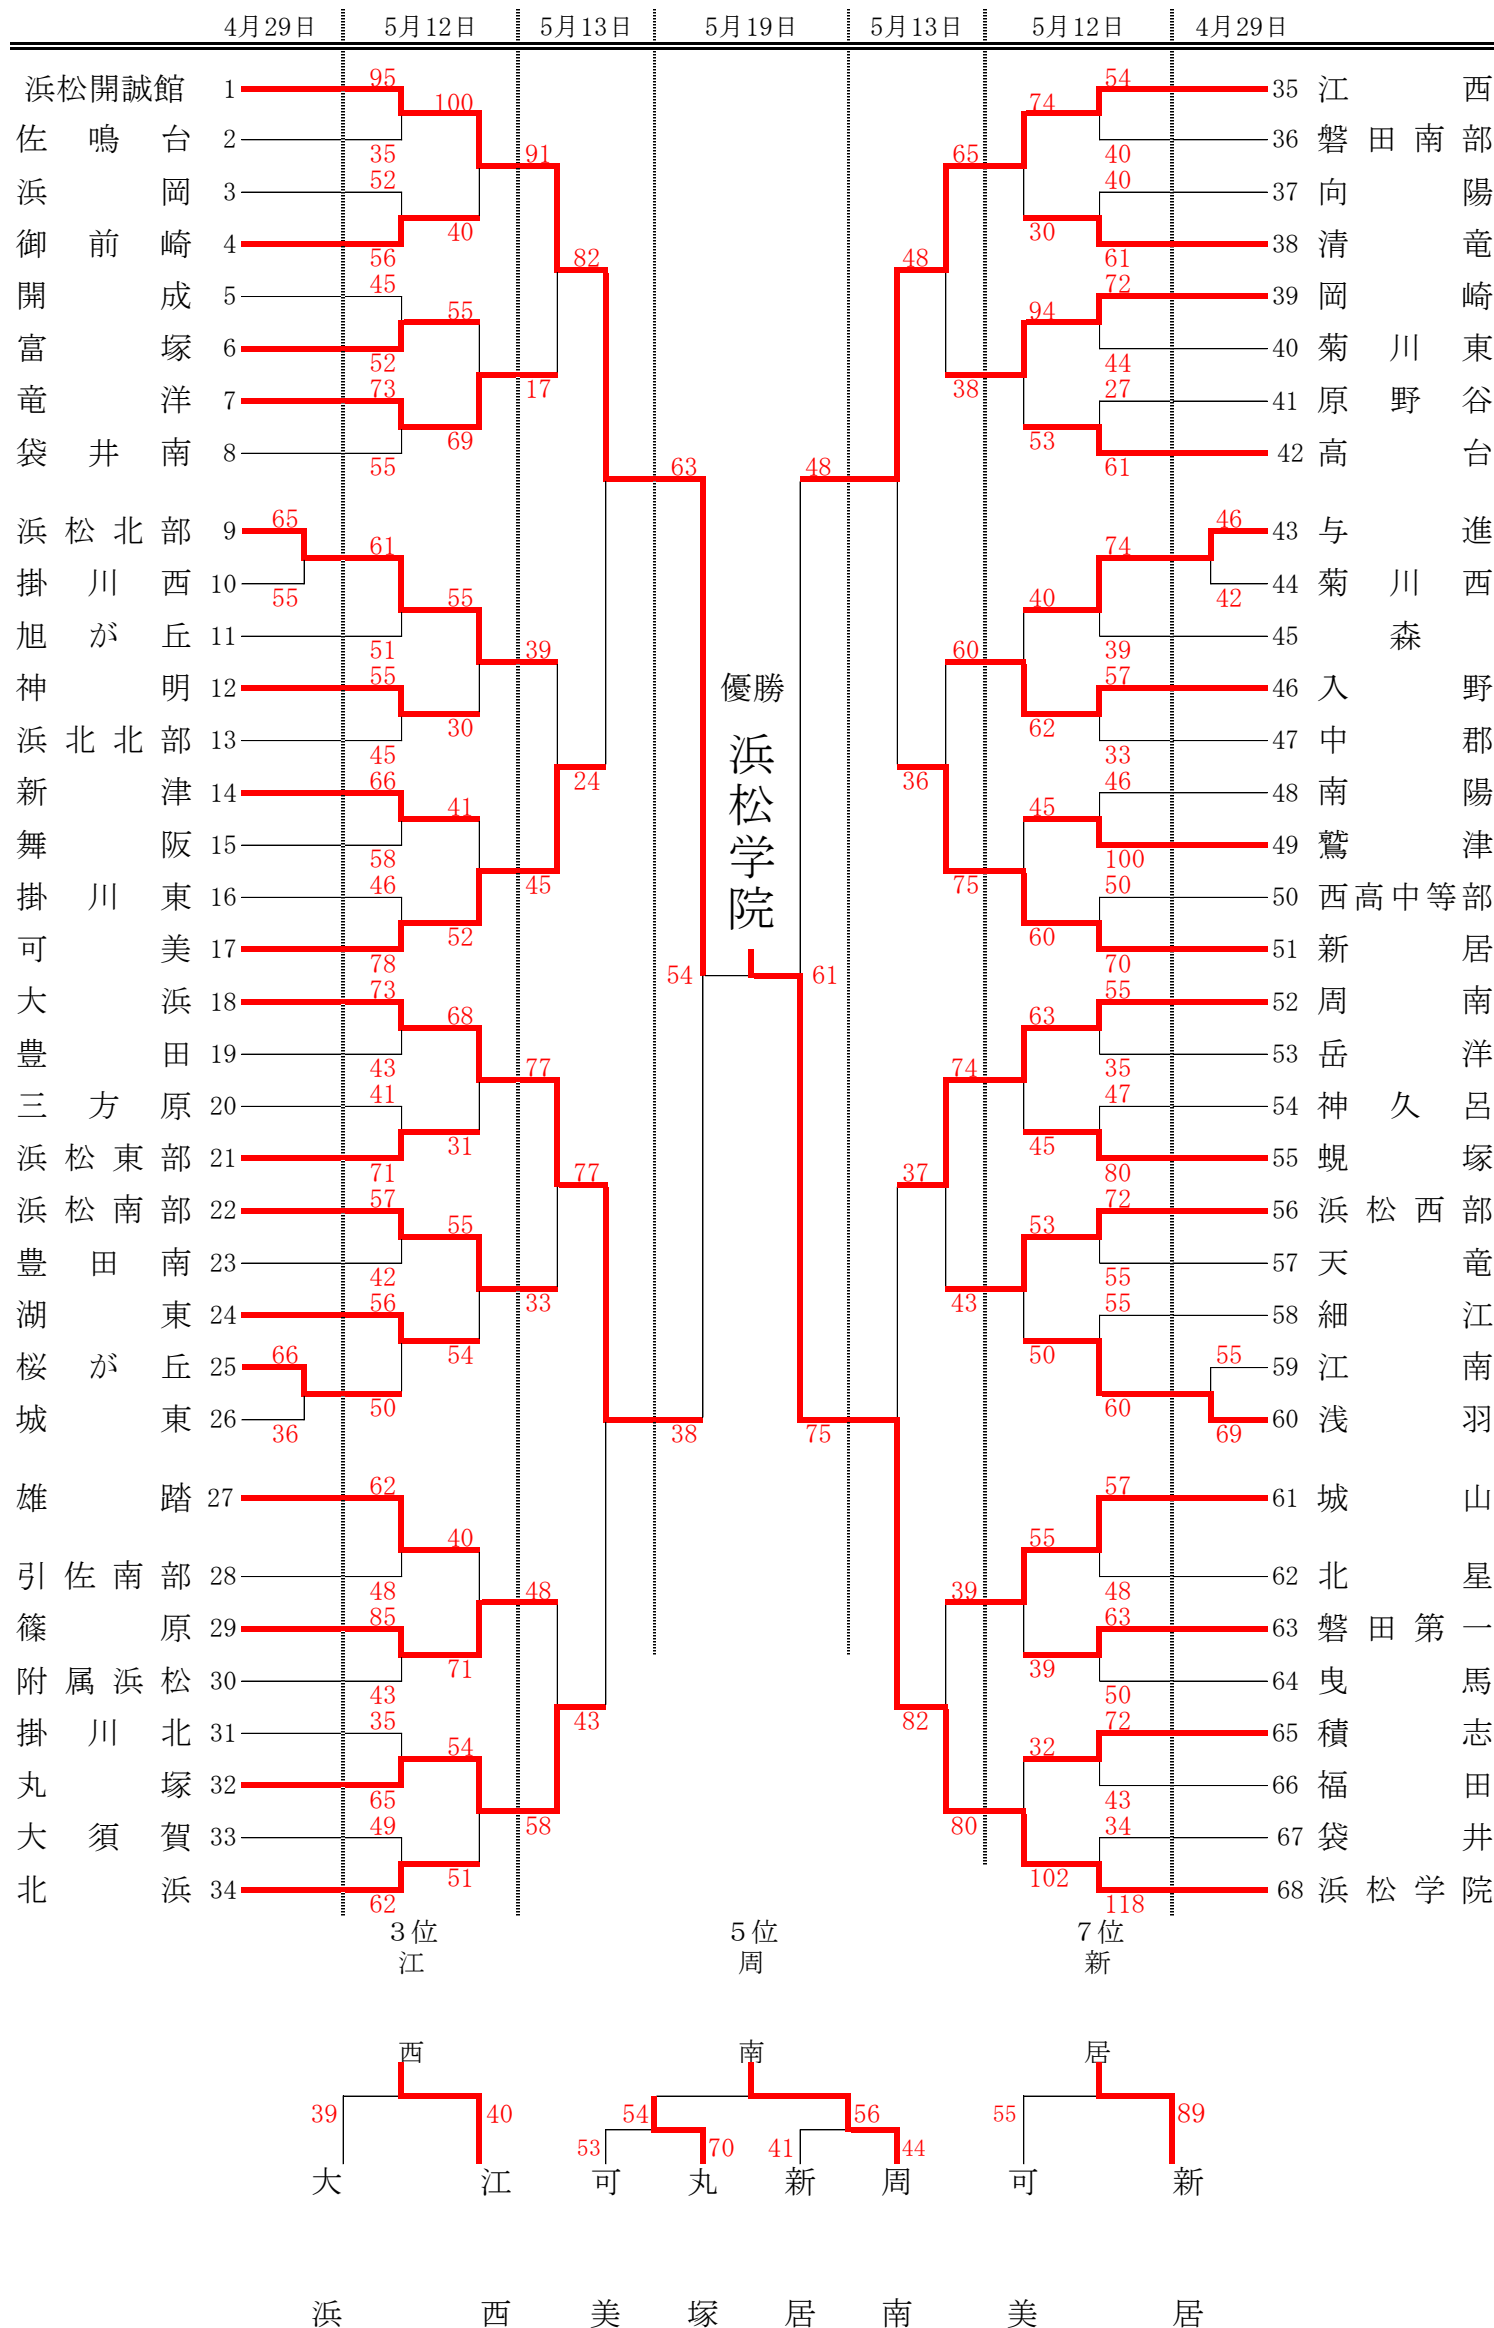 4月29日 5月12日 5月13日 5月19日 5月13日 5月12日 4月29日
浜松開誠館 1 95 100 74 54 35 江西
佐鳴台 2 35 91 65 40 36 磐田南部
浜岡 3 52 40 37 向陽
御前崎 4 56 40 82 48 30 61 38 清竜
開成 5 45 55 94 72 39 岡崎
富塚 6 52 44 40 菊川東
竜洋 7 73 17 38 27 41 原野谷
袋井南 8 55 69 63 48 53 61 42 高台
浜松北部 9 65 61 74 46 43 与進
掛川西 10 55 55 40 42 44 菊川西
旭が丘 11 51 39 60 39 45 森
神明 12 55 30 優勝 62 57 46 入野
浜北北部 13 45 33 47 中郡
新津 14 66 41 24 浜松学院 36 45 46 48 南陽
舞阪 15 58 100 49 鷲津
掛川東 16 46 45 75 50 50 西高中等部
可美 17 78 52 60 70 51 新居
54 61
大浜 18 73 68 63 55 52 周南
豊田 19 43 77 74 35 53 岳洋
三方原 20 41 47 54 神久呂
浜松東部 21 71 31 77 37 45 80 55 蜆塚
浜松南部 22 57 55 53 72 56 浜松西部
豊田南 23 42 55 57 天竜
湖東 24 56 33 43 55 58 細江
桜が丘 25 66 54 50 55 59 江南
城東 26 36 50 38 75 60 69 60 浅羽
雄踏 27 62 40 55 57 61 城山
引佐南部 28 48 48 39 48 62 北星
篠原 29 85 63 63 磐田第一
附属浜松 30 43 71 39 50 64 曳馬
掛川北 31 35 54 43 82 32 72 65 積志
丸塚 32 65 43 66 福田
大須賀 33 49 58 80 34 67 袋井
北浜 34 62 51 102 118 68 浜松学院
3位 5位 7位
江 周 新
西 南 居
39 40 54 56 55 89
53 70 41 44
大 江 可 丸 新 周 可 新
浜 西 美 塚 居 南 美 居